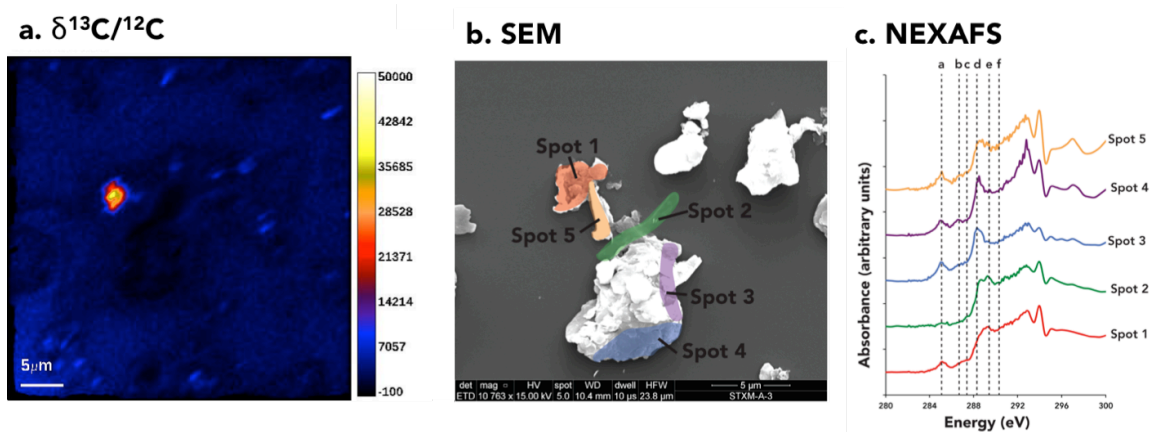 a. δ¹³C/¹²C
50000
42842
35685
28528
21371
14214
7057
-100
5μm
b. SEM
Spot 1
Spot 2
Spot 5
Spot 3
Spot 4
det mag □ HV spot WD dwell HFW
ETD 10 763 x 15.00 kV 5.0 10.4 mm 10 µs 23.8 µm
5 µm
STXM-A-3
c. NEXAFS
a b c d e f
Absorbance (arbitrary units)
Spot 5
Spot 4
Spot 3
Spot 2
Spot 1
280 284 288 292 296 300
Energy (eV)